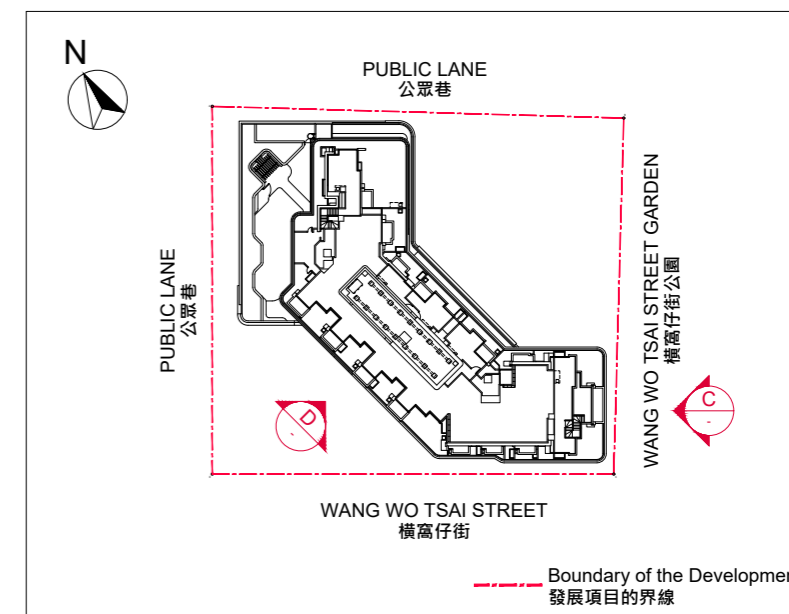 N
PUBLIC LANE
公眾巷
PUBLIC LANE
公眾巷
WANG WO TSAI STREET GARDEN
橫窩仔街公園
C
-
D
-
WANG WO TSAI STREET
橫窩仔街
Boundary of the Developmen
發展項目的界線